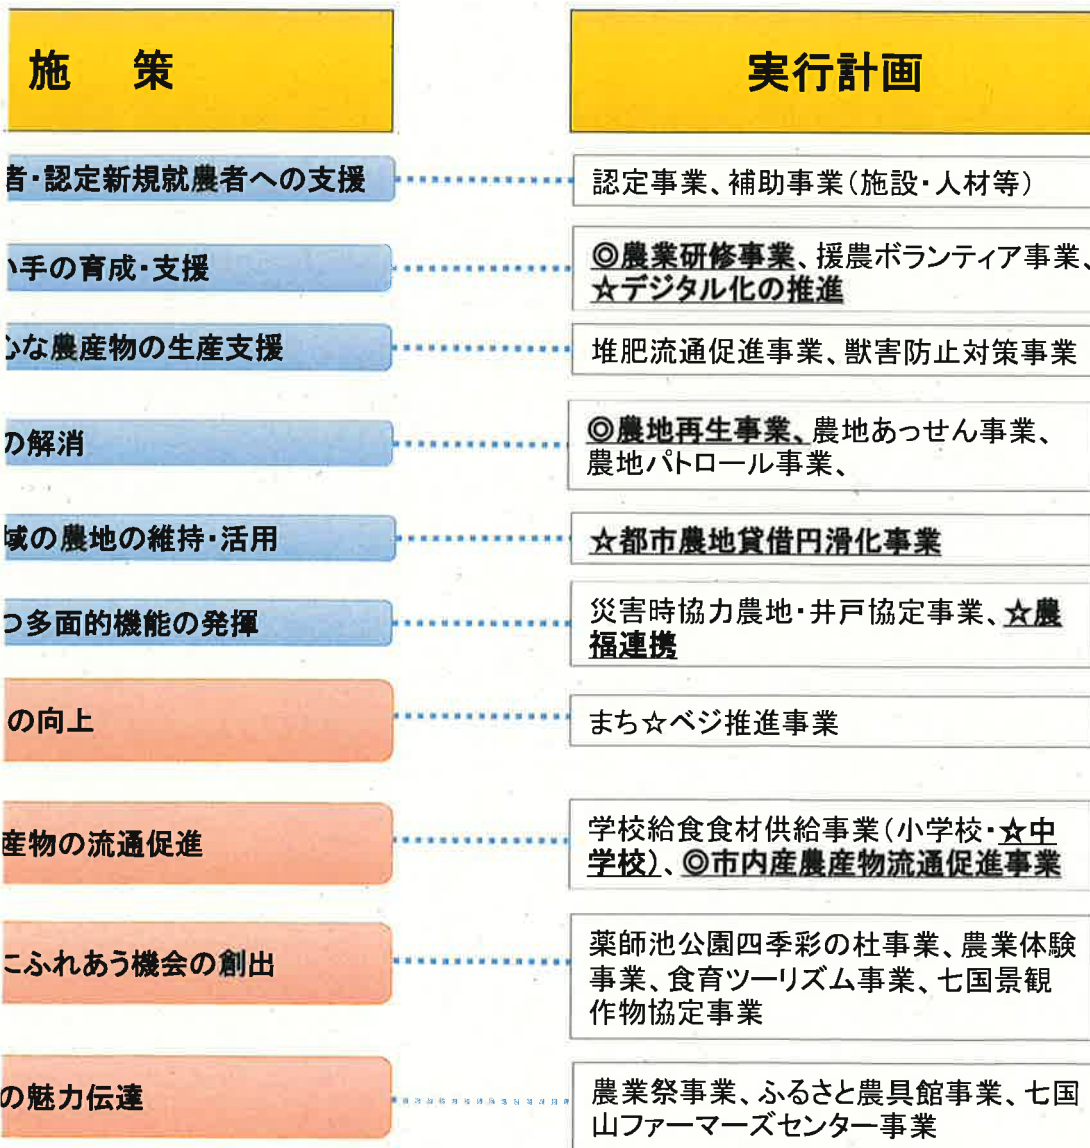 施　策
実行計画
者・認定新規就農者への支援
認定事業、補助事業（施設・人材等）
い手の育成・支援
◎農業研修事業、援農ボランティア事業、
☆デジタル化の推進
心な農産物の生産支援
堆肥流通促進事業、獣害防止対策事業
の解消
◎農地再生事業、農地あっせん事業、
農地パトロール事業、
域の農地の維持・活用
☆都市農地貸借円滑化事業
つ多面的機能の発揮
災害時協力農地・井戸協定事業、☆農
福連携
の向上
まち☆ベジ推進事業
産物の流通促進
学校給食食材供給事業（小学校・☆中
学校）、◎市内産農産物流通促進事業
にふれあう機会の創出
薬師池公園四季彩の杜事業、農業体験
事業、食育ツーリズム事業、七国景観
作物協定事業
の魅力伝達
農業祭事業、ふるさと農具館事業、七国
山ファーマーズセンター事業